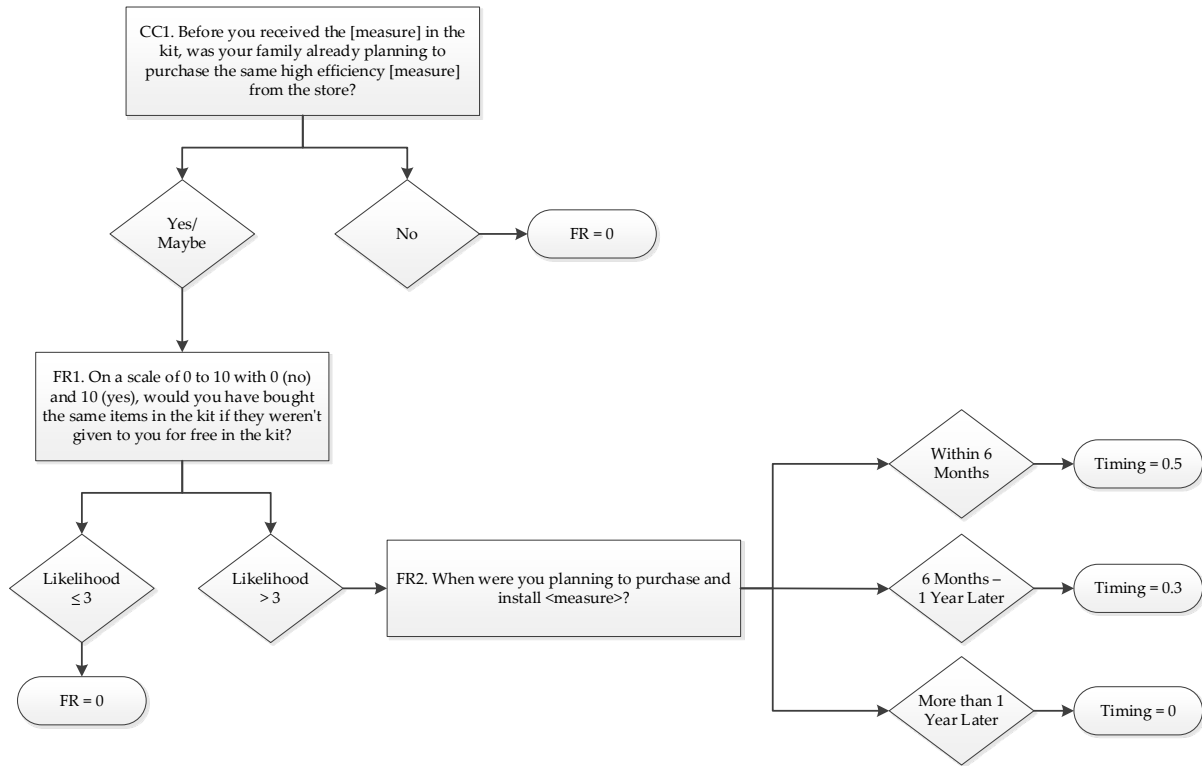 CC1. Before you received the [measure] in the
kit, was your family already planning to
purchase the same high efficiency [measure]
from the store?
Yes/
Maybe
No
FR = 0
FR1. On a scale of 0 to 10 with 0 (no)
and 10 (yes), would you have bought
the same items in the kit if they weren't
given to you for free in the kit?
Likelihood
≤ 3
Likelihood
> 3
FR = 0
FR2. When were you planning to purchase and
install <measure>?
Within 6
Months
Timing = 0.5
6 Months –
1 Year Later
Timing = 0.3
More than 1
Year Later
Timing = 0